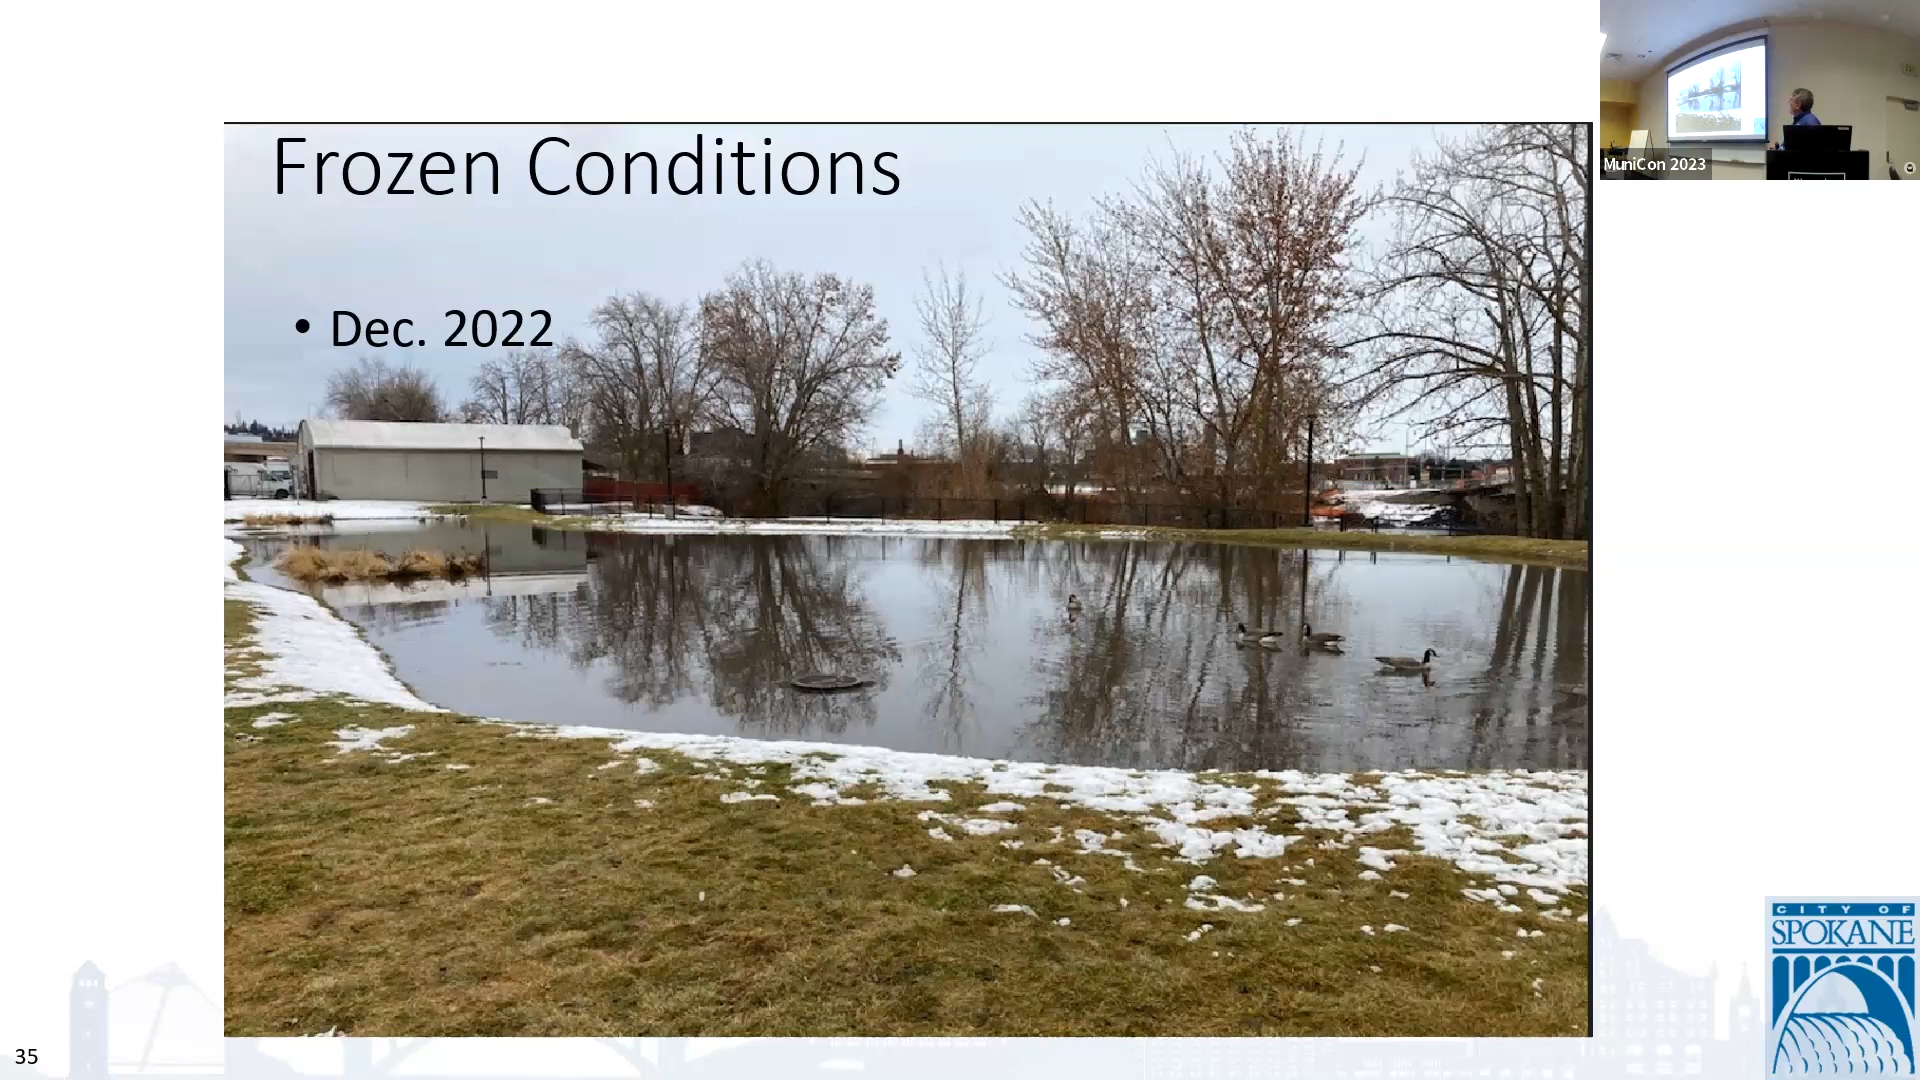 Frozen Conditions
• Dec. 2022
MuniCon 2023
CITY OF
SPOKANE
35